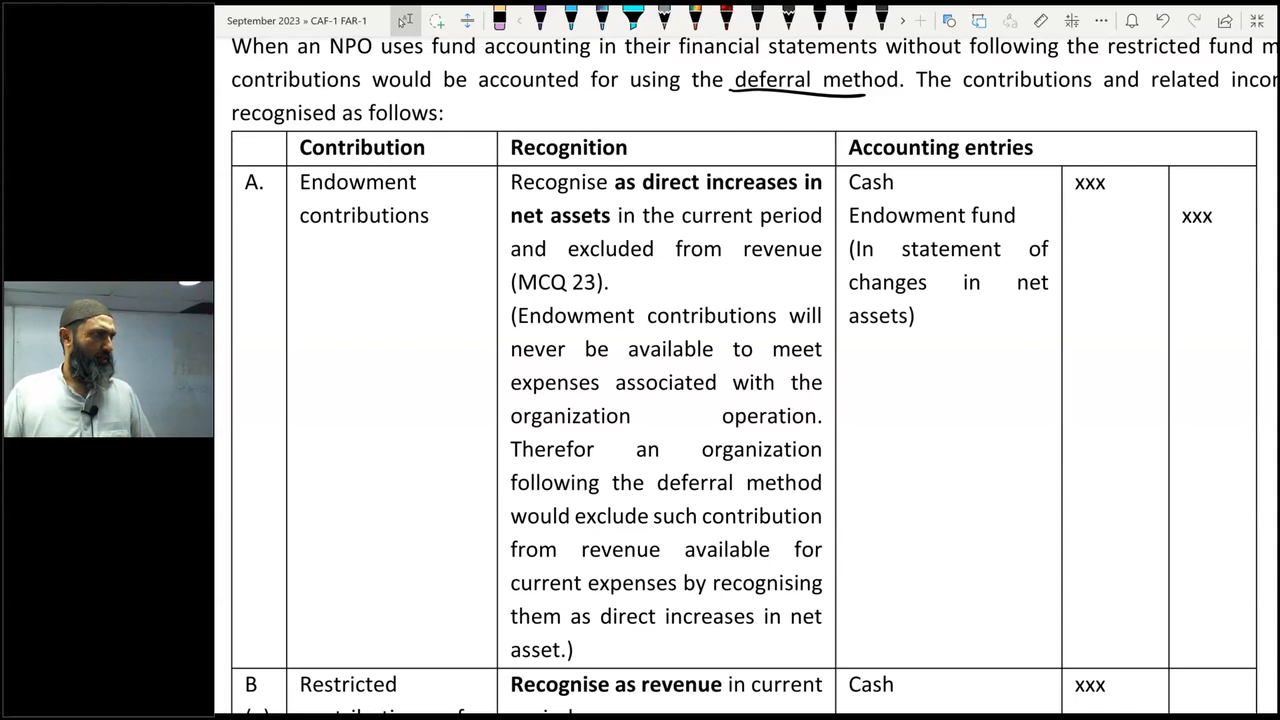 September 2023 » CAF-1 FAR-1
When an NPO uses fund accounting in their financial statements without following the restricted fund m
contributions would be accounted for using the deferral method. The contributions and related incor
recognised as follows:
Contribution Recognition Accounting entries
A. Endowment contributions
Recognise as direct increases in
net assets in the current period
and excluded from revenue
(MCQ 23).
(Endowment contributions will
never be available to meet
expenses associated with the
organization operation.
Therefor an organization
following the deferral method
would exclude such contribution
from revenue available for
current expenses by recognising
them as direct increases in net
asset.)
Cash xxx
Endowment fund xxx
(In statement of
changes in net
assets)
B Restricted
Recognise as revenue in current
Cash xxx